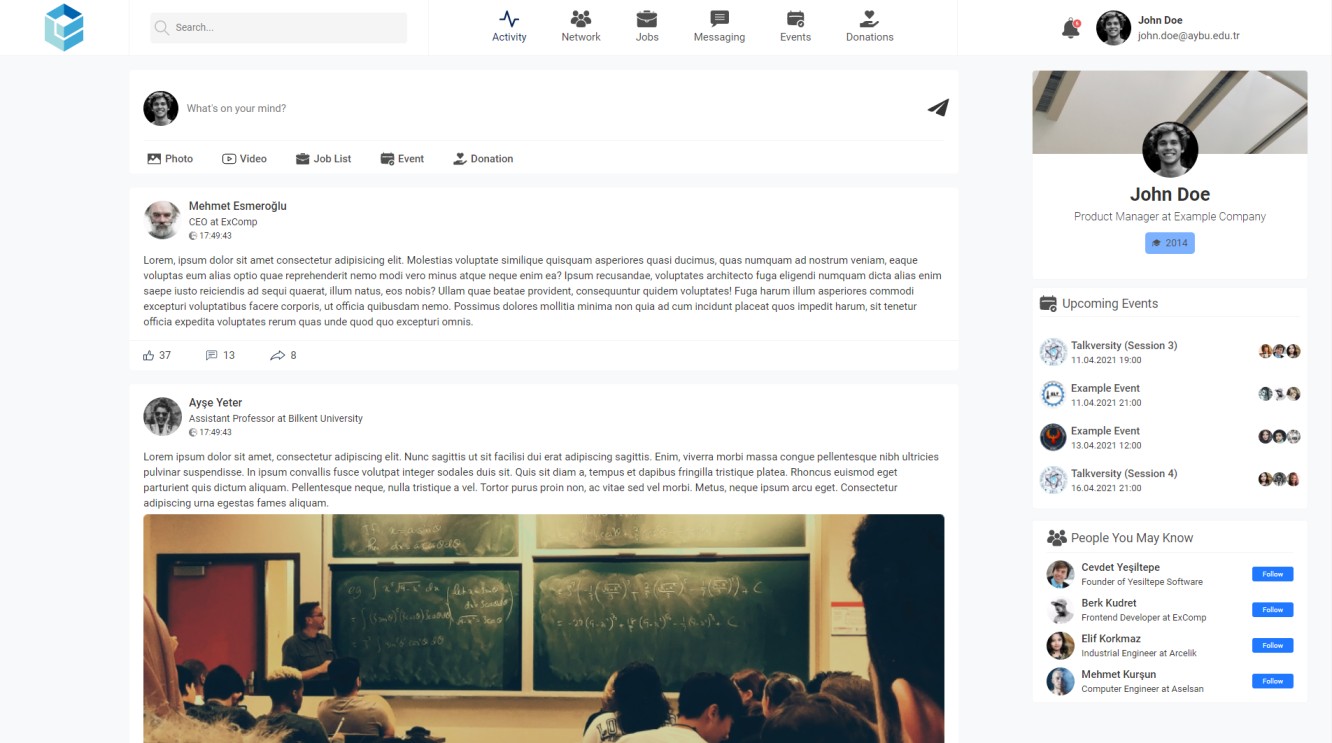 Search...
Activity
Network
Jobs
Messaging
Events
Donations
John Doe
john.doe@aybu.edu.tr
What's on your mind?
Photo
Video
Job List
Event
Donation
Mehmet Esmeroğlu
CEO at ExComp
17:49:43
Lorem, ipsum dolor sit amet consectetur adipisicing elit. Molestias voluptate similique quisquam asperiores quasi ducimus, quas numquam ad nostrum veniam, eaque
voluptas eum alias optio quae reprehenderit nemo modi vero minus atque neque enim ea? Ipsum recusandae, voluptates architecto fuga eligendi numquam dicta alias enim
saepe iusto reiciendis ad sequi quaerat, illum natus, eos nobis? Ullam quae beatae provident, consequuntur quidem voluptates! Fuga harum illum asperiores commodi
excepturi voluptatibus facere corporis, ut officia quibusdam nemo. Possimus dolores mollitia minima non quia ad cum incidunt placeat quos impedit harum, sit tenetur
officia expedita voluptates rerum quas unde quod quo excepturi omnis.
37
13
8
Ayşe Yeter
Assistant Professor at Bilkent University
17:49:43
Lorem ipsum dolor sit amet, consectetur adipiscing elit. Nunc sagittis ut sit facilisi dui erat adipiscing sagittis. Enim, viverra morbi massa congue pellentesque nibh ultricies
pulvinar suspendisse. In ipsum convallis fusce volutpat integer sodales duis sit. Quis sit diam a, tempus et dapibus fringilla tristique platea. Rhoncus euismod eget
parturient quis dictum aliquam. Pellentesque neque, nulla tristique a vel. Tortor purus proin non, ac vitae sed vel morbi. Metus, neque ipsum arcu eget. Consectetur
adipiscing urna egestas fames aliquam.
John Doe
Product Manager at Example Company
2014
Upcoming Events
Talkversity (Session 3)
11.04.2021 19:00
Example Event
11.04.2021 21:00
Example Event
13.04.2021 12:00
Talkversity (Session 4)
16.04.2021 21:00
People You May Know
Cevdet Yeşiltepe
Founder of Yesiltepe Software
Follow
Berk Kudret
Frontend Developer at ExComp
Follow
Elif Korkmaz
Industrial Engineer at Arcelik
Follow
Mehmet Kurşun
Computer Engineer at Aselsan
Follow